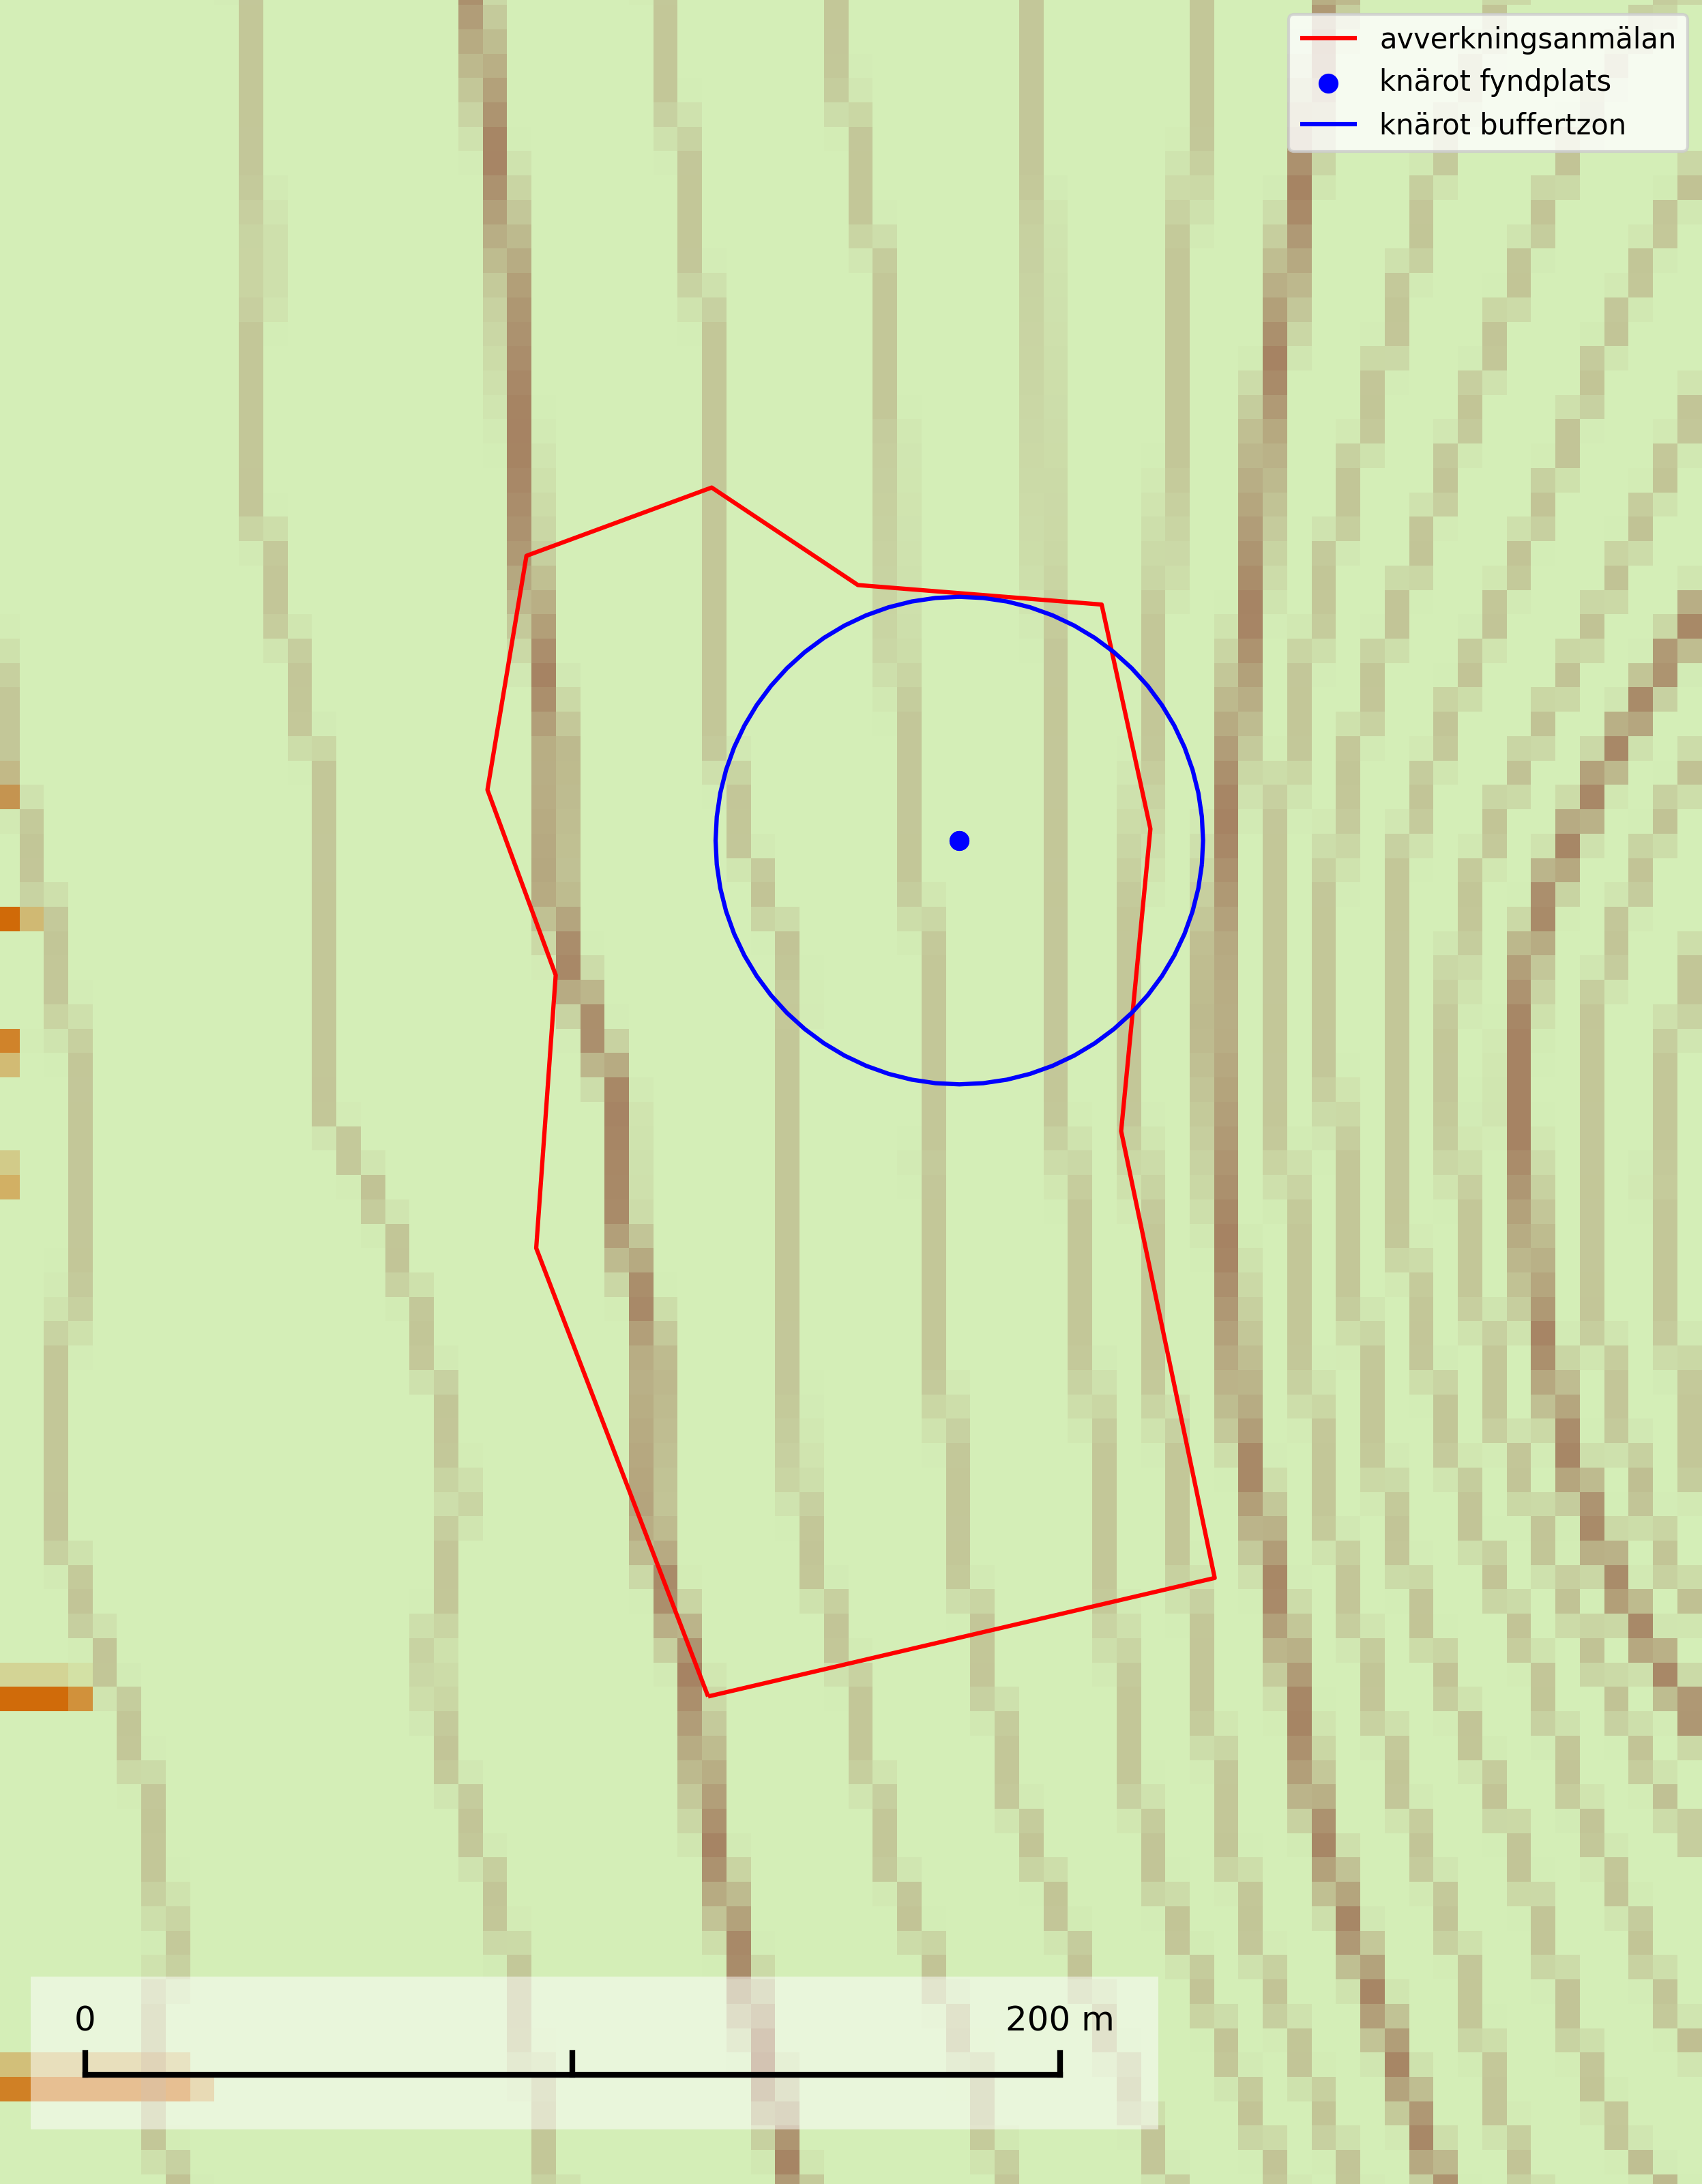 avverkningsanmälan
knärot fyndplats
knärot buffertzon
0 200 m